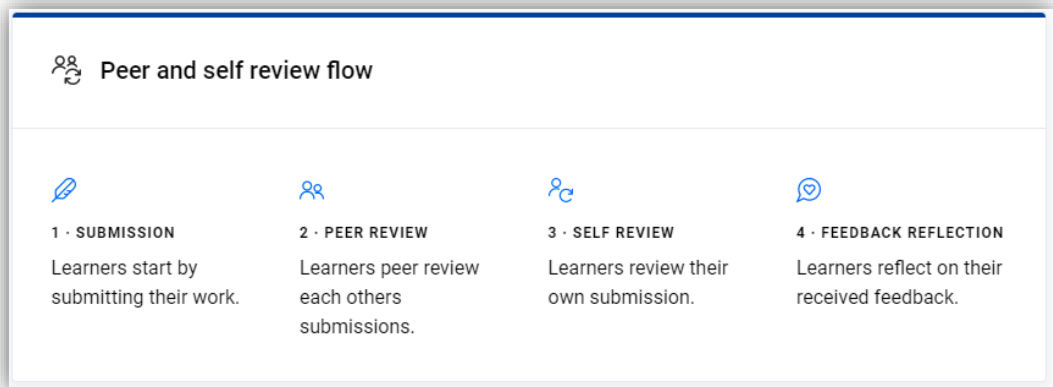 Peer and self review flow
1 · SUBMISSION
Learners start by
submitting their work.
2 · PEER REVIEW
Learners peer review
each others
submissions.
3 · SELF REVIEW
Learners review their
own submission.
4 · FEEDBACK REFLECTION
Learners reflect on their
received feedback.